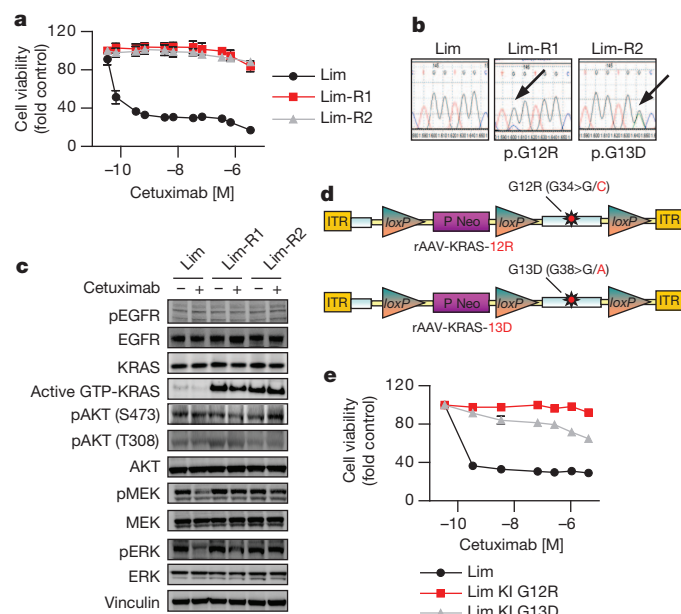 a
120
80
40
0
Cell viability
(fold control)
−10 −8 −6
Cetuximab [M]
Lim
Lim-R1
Lim-R2
b
Lim Lim-R1 Lim-R2
p.G12R p.G13D
c
Lim Lim-R1 Lim-R2
Cetuximab − + − + − +
pEGFR
EGFR
KRAS
Active GTP-KRAS
pAKT (S473)
pAKT (T308)
AKT
pMEK
MEK
pERK
ERK
Vinculin
d
G12R (G34>G/C)
ITR loxP P Neo loxP loxP ITR
rAAV-KRAS-12R
G13D (G38>G/A)
ITR loxP P Neo loxP loxP ITR
rAAV-KRAS-13D
e
120
80
40
0
Cell viability
(fold control)
−10 −8 −6
Cetuximab [M]
Lim
Lim KI G12R
Lim KI G13D